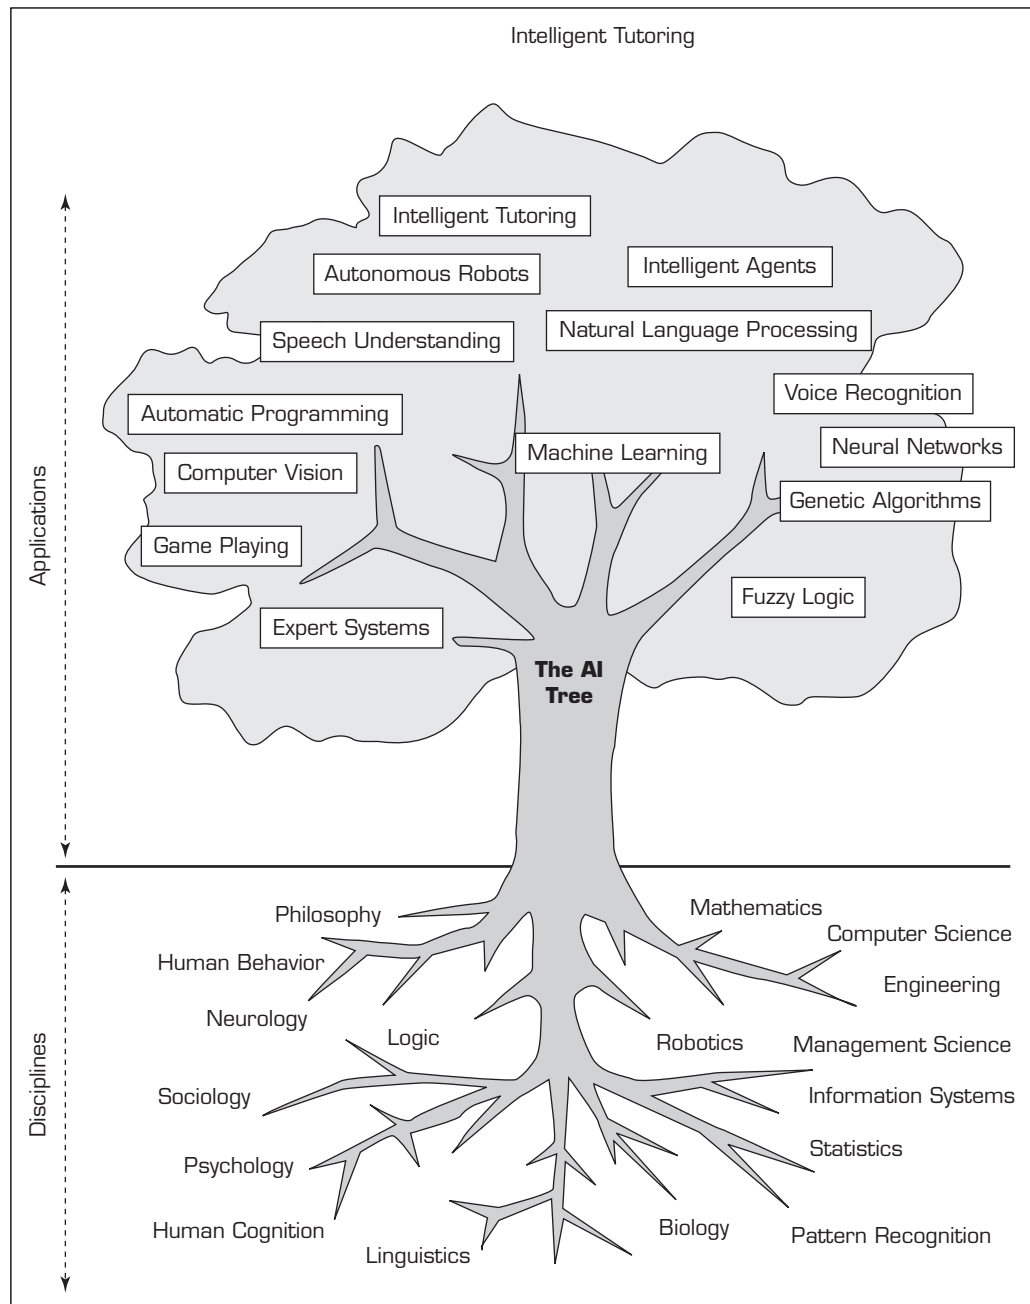 Intelligent Tutoring
Intelligent Tutoring
Autonomous Robots
Intelligent Agents
Speech Understanding
Natural Language Processing
Voice Recognition
Automatic Programming
Machine Learning
Neural Networks
Computer Vision
Genetic Algorithms
Game Playing
Fuzzy Logic
Expert Systems
The AI
Tree
Applications
Philosophy
Mathematics
Computer Science
Human Behavior
Engineering
Neurology
Logic
Robotics
Management Science
Sociology
Information Systems
Psychology
Statistics
Human Cognition
Linguistics
Biology
Pattern Recognition
Disciplines